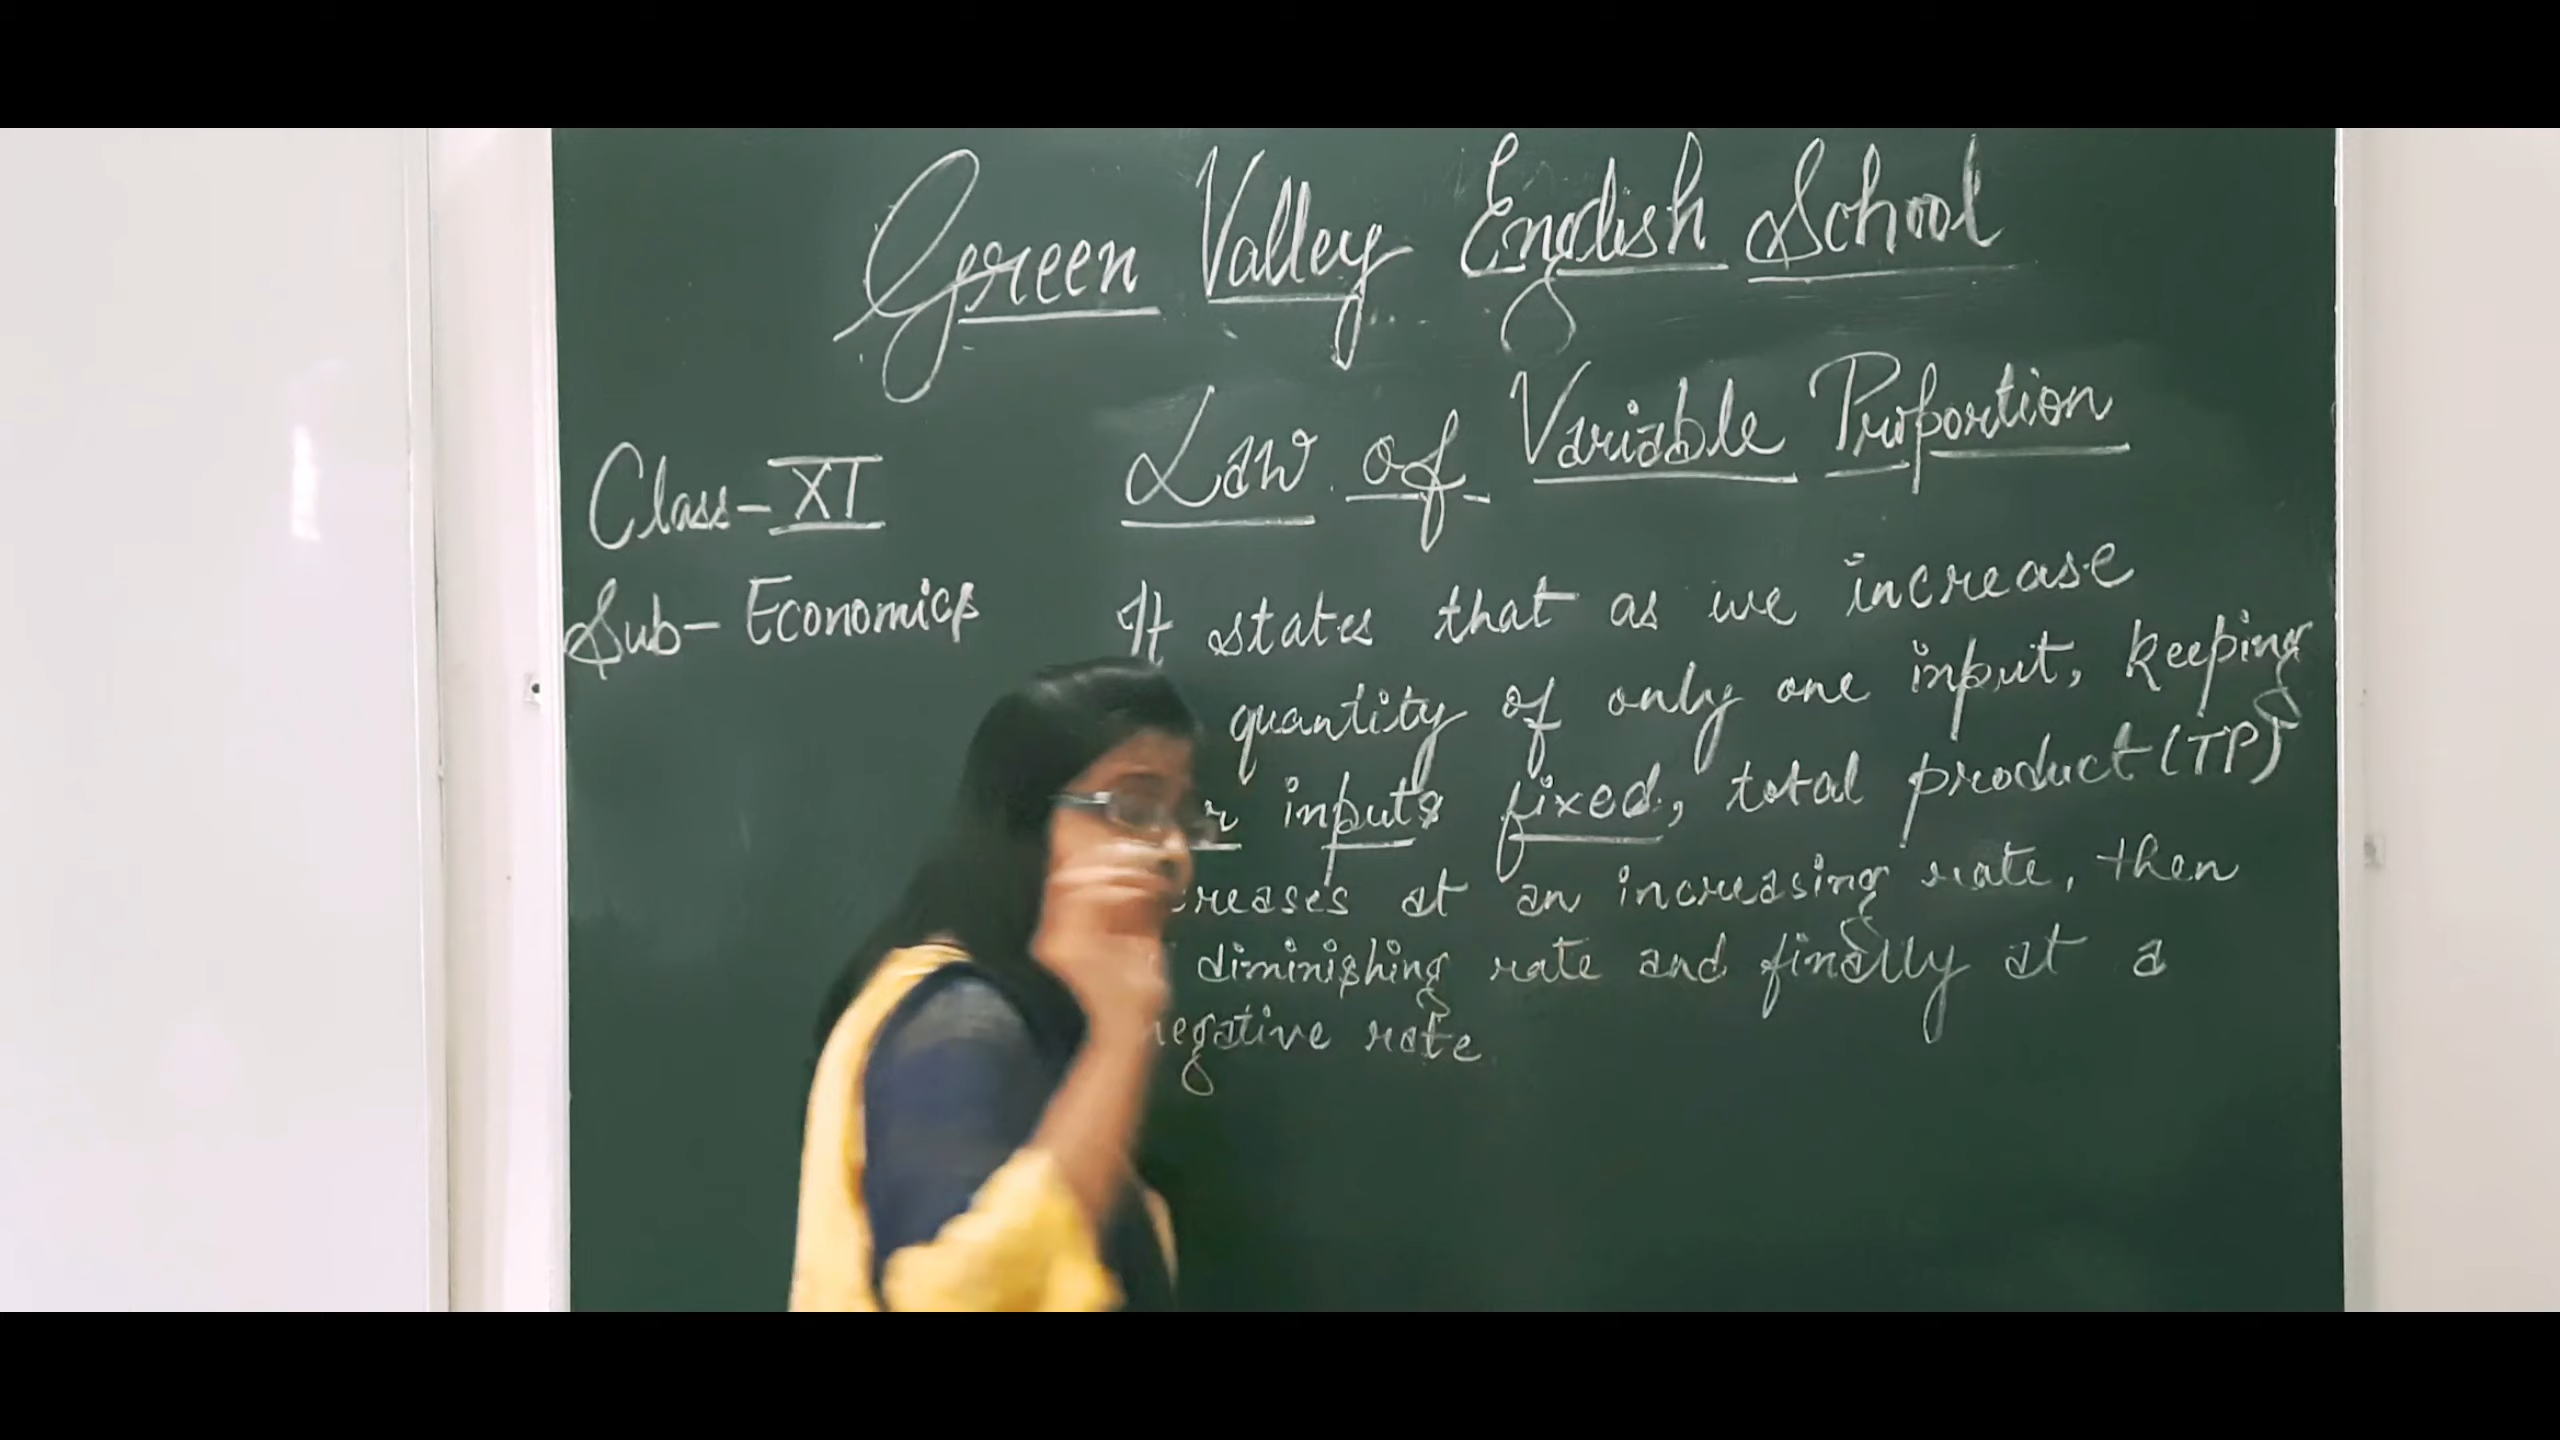 Green Valley English School
Law of Variable Proportion
Class-XI
Sub-Economics
It states that as we increase
quantity of only one input, keeping
inputs fixed, total product (TP)
at an increasing rate, then
diminishing rate and finally at a
negative rate